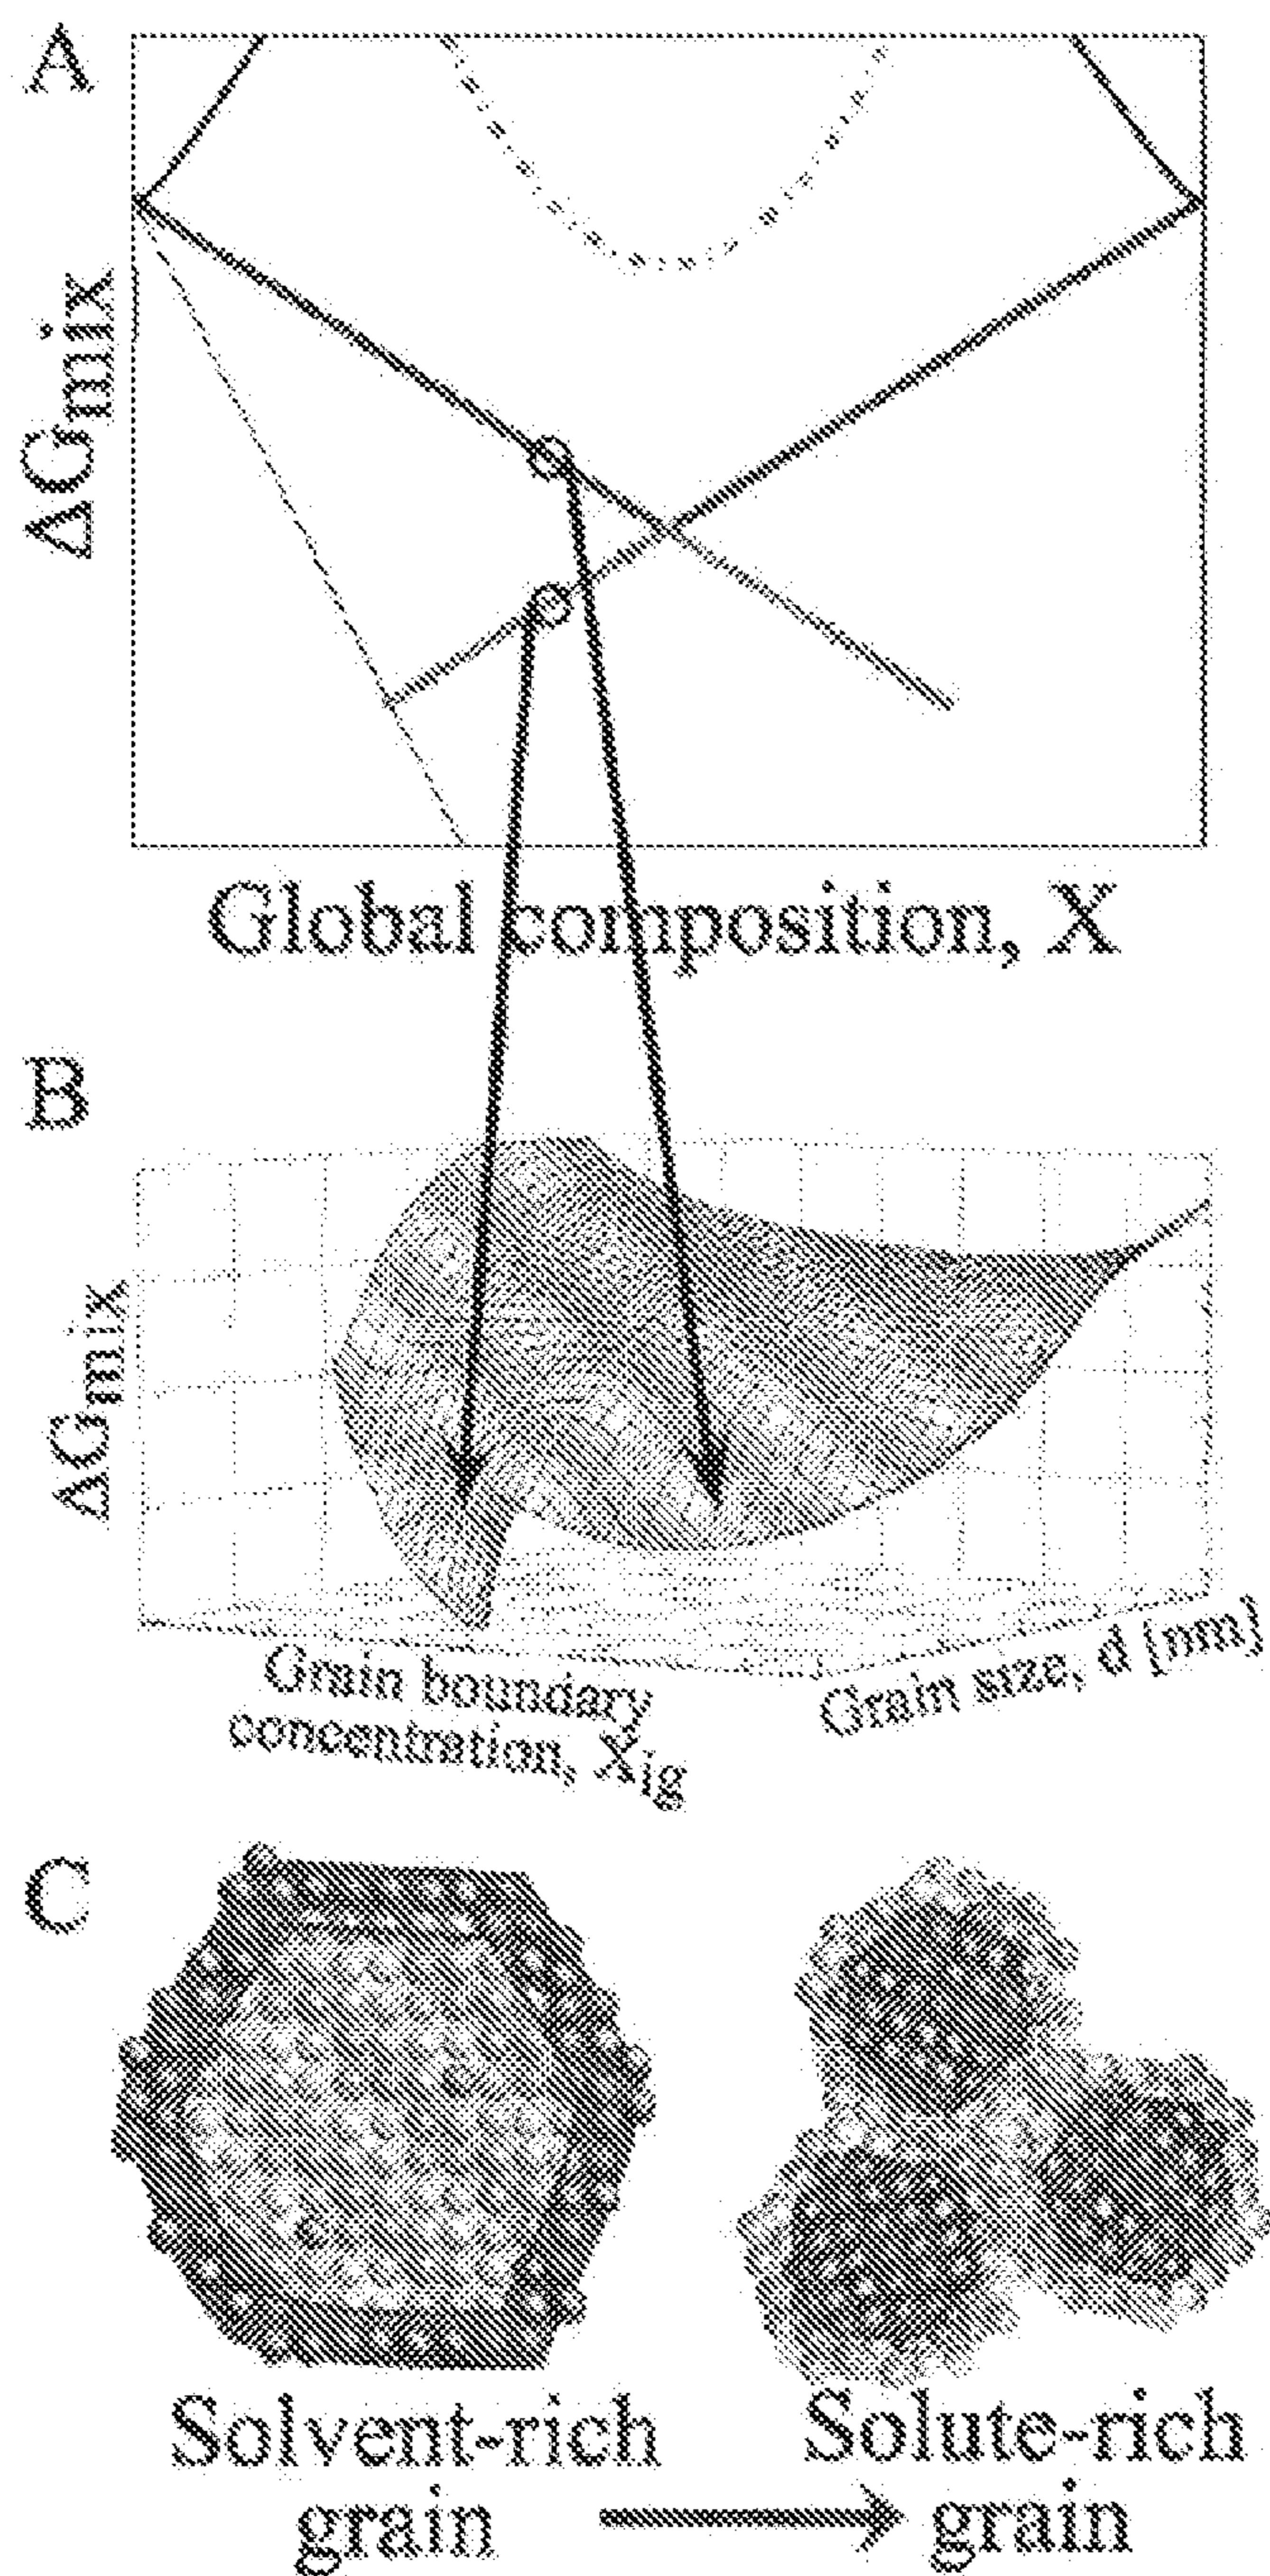 A
ΔGmix
Global composition, X
B
ΔGmix
Grain boundary
concentration, Xig
Grain size, d [nm]
C
Solvent-rich
grain
Solute-rich
grain